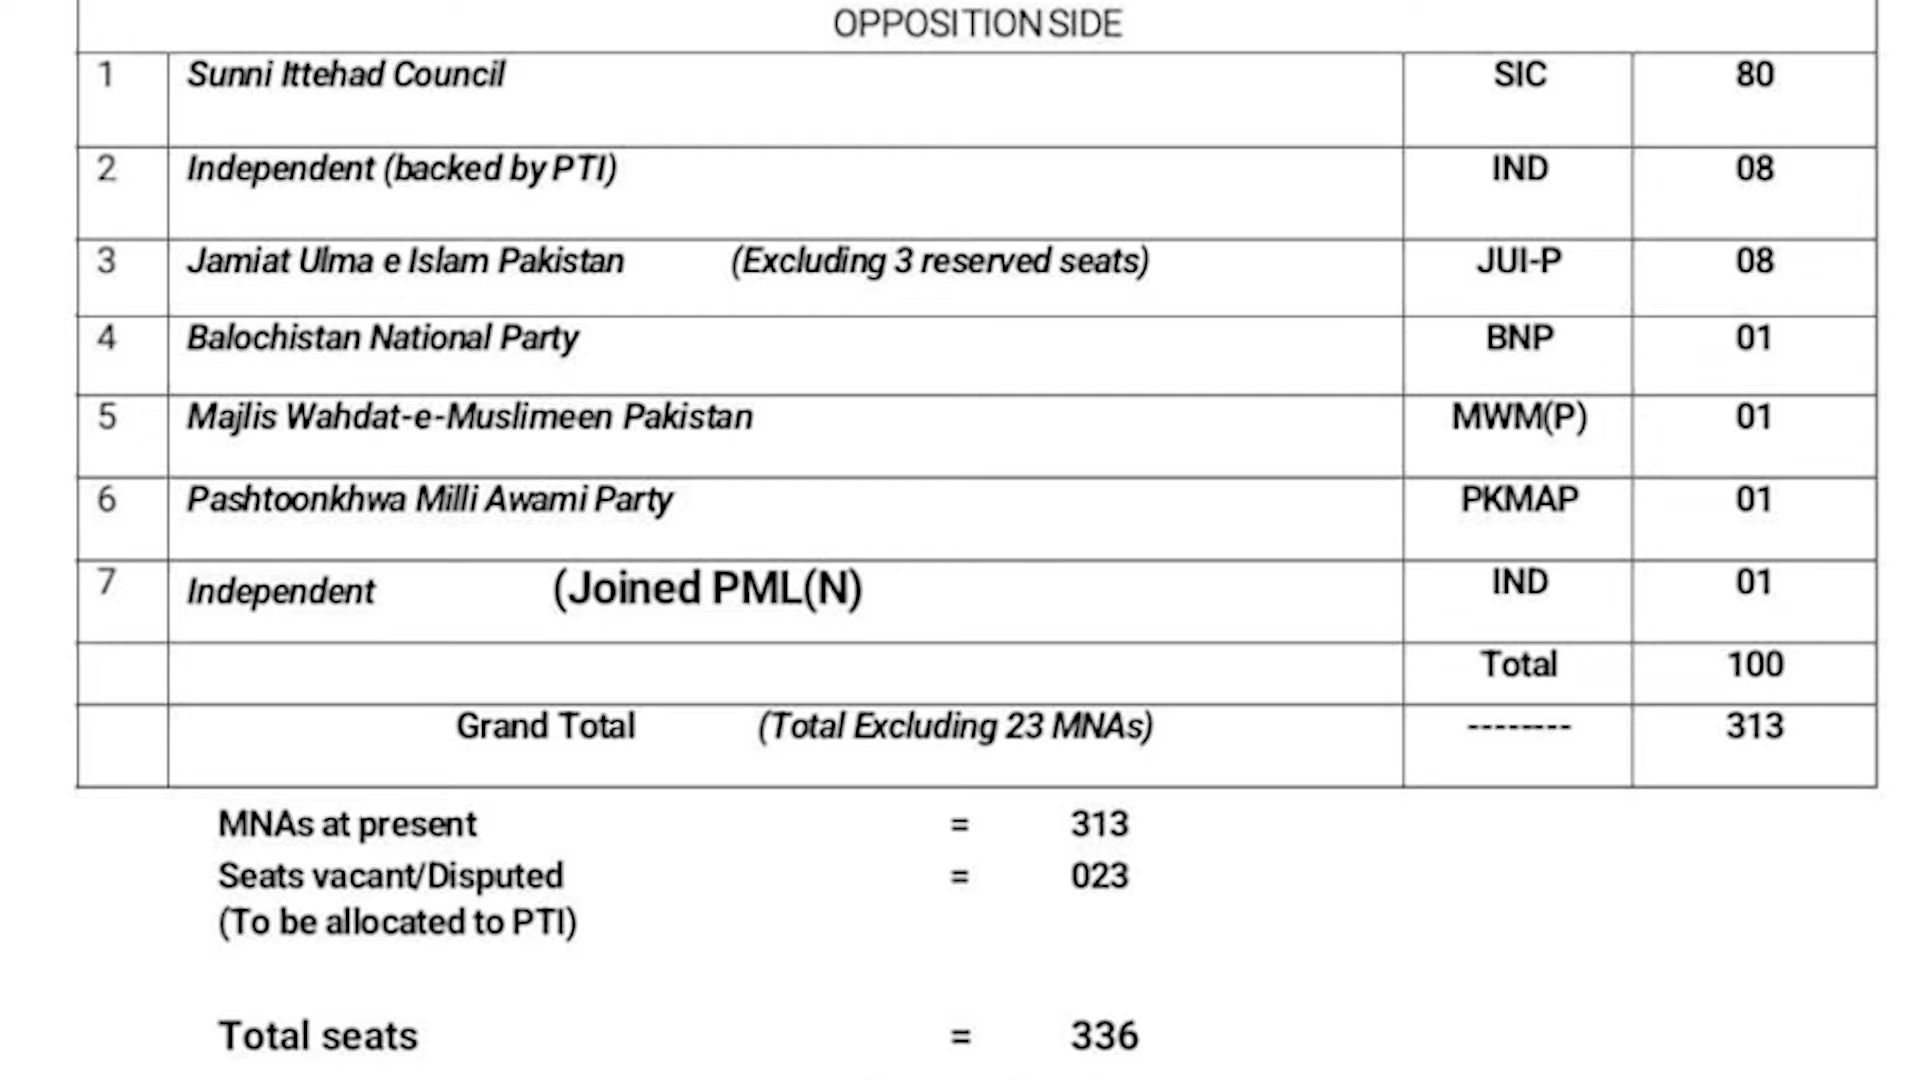 OPPOSITION SIDE
1 Sunni Ittehad Council SIC 80
2 Independent (backed by PTI) IND 08
3 Jamiat Ulma e Islam Pakistan (Excluding 3 reserved seats) JUI-P 08
4 Balochistan National Party BNP 01
5 Majlis Wahdat-e-Muslimeen Pakistan MWM(P) 01
6 Pashtoonkhwa Milli Awami Party PKMAP 01
7 Independent (Joined PML(N) IND 01
Total 100
Grand Total (Total Excluding 23 MNAs) -------- 313
MNAs at present = 313
Seats vacant/Disputed = 023
(To be allocated to PTI)
Total seats = 336